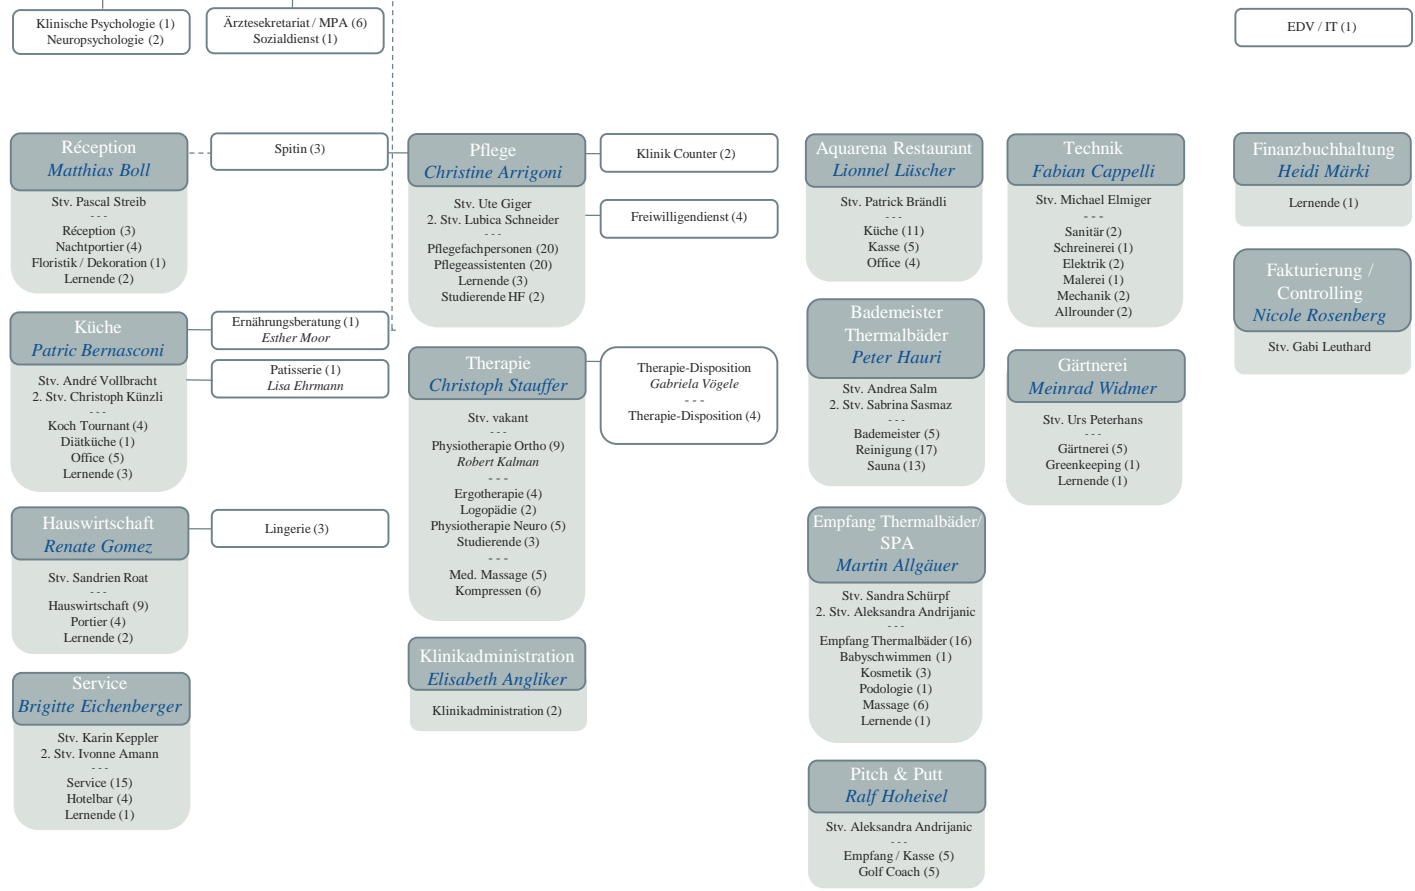 Klinische Psychologie (1)
Neuropsychologie (2)
Ärztesekretariat / MPA (6)
Sozialdienst (1)
EDV / IT (1)
Réception
Matthias Boll
Stv. Pascal Streib
- - -
Réception (3)
Nachtportier (4)
Floristik / Dekoration (1)
Lernende (2)
Spitin (3)
Küche
Patric Bernasconi
Stv. André Vollbracht
2. Stv. Christoph Künzli
- - -
Koch Tournant (4)
Diätküche (1)
Office (5)
Lernende (3)
Ernährungsberatung (1)
Esther Moor
Patisserie (1)
Lisa Ehrmann
Hauswirtschaft
Renate Gomez
Stv. Sandrien Roat
- - -
Hauswirtschaft (9)
Portier (4)
Lernende (2)
Lingerie (3)
Service
Brigitte Eichenberger
Stv. Karin Keppler
2. Stv. Ivonne Amann
- - -
Service (15)
Hotelbar (4)
Lernende (1)
Pflege
Christine Arrigoni
Stv. Ute Giger
2. Stv. Lubica Schneider
- - -
Pflegefachpersonen (20)
Pflegeassistenten (20)
Lernende (3)
Studierende HF (2)
Klinik Counter (2)
Freiwilligendienst (4)
Therapie
Christoph Stauffer
Stv. vakant
- - -
Physiotherapie Ortho (9)
Robert Kalman
- - -
Ergotherapie (4)
Logopädie (2)
Physiotherapie Neuro (5)
Studierende (3)
- - -
Med. Massage (5)
Kompressen (6)
Therapie-Disposition
Gabriela Vögele
- - -
Therapie-Disposition (4)
Klinikadministration
Elisabeth Angliker
Klinikadministration (2)
Aquarena Restaurant
Lionnel Lüscher
Stv. Patrick Brändli
- - -
Küche (11)
Kasse (5)
Office (4)
Bademeister
Thermalbäder
Peter Hauri
Stv. Andrea Salm
2. Stv. Sabrina Sasmaz
- - -
Bademeister (5)
Reinigung (17)
Sauna (13)
Empfang Thermalbäder/
SPA
Martin Allgäuer
Stv. Sandra Schürpf
2. Stv. Aleksandra Andrijanic
- - -
Empfang Thermalbäder (16)
Babyschwimmen (1)
Kosmetik (3)
Podologie (1)
Massage (6)
Lernende (1)
Pitch & Putt
Ralf Hoheisel
Stv. Aleksandra Andrijanic
- - -
Empfang / Kasse (5)
Golf Coach (5)
Technik
Fabian Cappelli
Stv. Michael Elmiger
- - -
Sanitär (2)
Schreinerei (1)
Elektrik (2)
Malerei (1)
Mechanik (2)
Allrounder (2)
Gärtnerei
Meinrad Widmer
Stv. Urs Peterhans
- - -
Gärtnerei (5)
Greenkeeping (1)
Lernende (1)
Finanzbuchhaltung
Heidi Märki
Lernende (1)
Fakturierung /
Controlling
Nicole Rosenberg
Stv. Gabi Leuthard